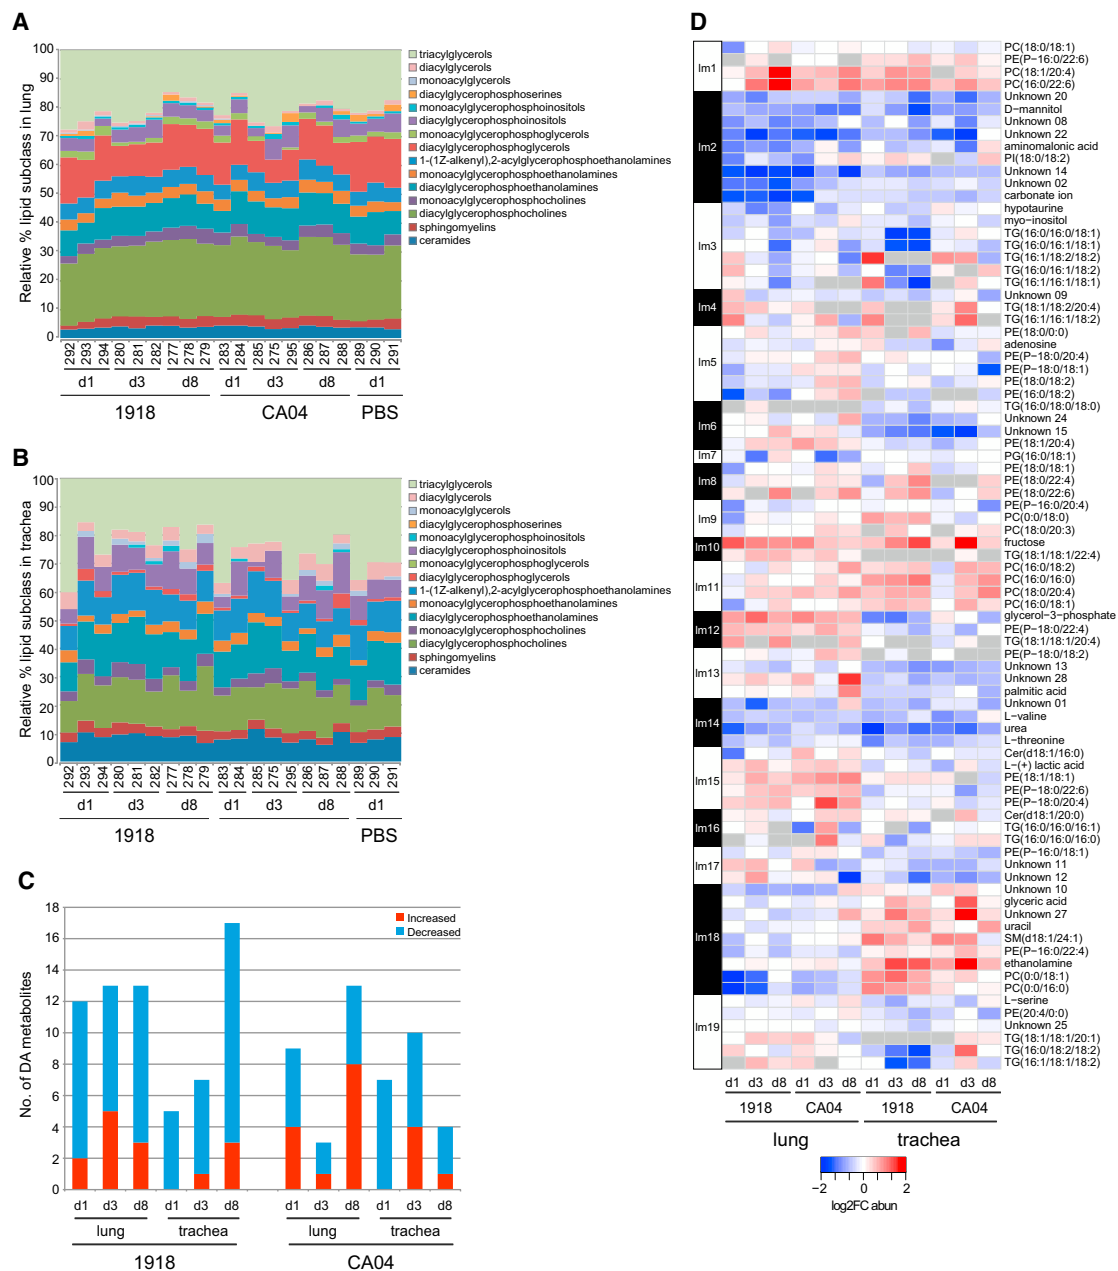 A
Relative % lipid subclass in lung
100
90
80
70
60
50
40
30
20
10
0
292 293 294 280 281 282 277 278 279 283 284 285 275 295 286 287 288 289 290 291
d1 d3 d8 d1 d3 d8 d1
1918 CA04 PBS
triacylglycerols
diacylglycerols
monoacylglycerols
diacylglycerophosphoserines
monoacylglycerophosphoinositols
diacylglycerophosphoinositols
monoacylglycerophosphoglycerols
diacylglycerophosphoglycerols
1-(1Z-alkenyl),2-acylglycerophosphoethanolamines
monoacylglycerophosphoethanolamines
diacylglycerophosphoethanolamines
monoacylglycerophosphocholines
diacylglycerophosphocholines
sphingomyelins
ceramides
B
Relative % lipid subclass in trachea
100
90
80
70
60
50
40
30
20
10
0
292 293 294 280 281 282 277 278 279 283 284 285 275 295 286 287 288 289 290 291
d1 d3 d8 d1 d3 d8 d1
1918 PBS
triacylglycerols
diacylglycerols
monoacylglycerols
diacylglycerophosphoserines
monoacylglycerophosphoinositols
diacylglycerophosphoinositols
monoacylglycerophosphoglycerols
diacylglycerophosphoglycerols
1-(1Z-alkenyl),2-acylglycerophosphoethanolamines
monoacylglycerophosphoethanolamines
diacylglycerophosphoethanolamines
monoacylglycerophosphocholines
diacylglycerophosphocholines
sphingomyelins
ceramides
C
No. of DA metabolites
18
16
14
12
10
8
6
4
2
0
Increased
Decreased
d1 d3 d8 d1 d3 d8 d1 d3 d8 d1 d3 d8
lung trachea lung trachea
1918 CA04
D
lm1
lm2
lm3
lm4
lm5
lm6
lm7
lm8
lm9
lm10
lm11
lm12
lm13
lm14
lm15
lm16
lm17
lm18
lm19
PC(18:0/18:1)
PE(P−16:0/22:6)
PC(18:1/20:4)
PC(16:0/22:6)
Unknown 20
D−mannitol
Unknown 08
Unknown 22
aminomalonic acid
PI(18:0/18:2)
Unknown 14
Unknown 02
carbonate ion
hypotaurine
myo−inositol
TG(16:0/16:0/18:1)
TG(16:0/16:1/18:1)
TG(16:1/18:2/18:2)
TG(16:0/16:1/18:2)
TG(16:1/18:1/18:1)
Unknown 09
TG(18:1/18:2/20:4)
TG(16:1/16:1/18:2)
PE(18:0/0:0)
adenosine
PE(P−18:0/20:4)
PE(P−18:0/18:1)
PE(18:0/18:2)
PE(16:0/18:2)
TG(16:0/18:0/18:0)
Unknown 24
Unknown 15
PE(18:1/20:4)
PG(16:0/18:1)
PE(18:0/18:1)
PE(18:0/22:4)
PE(18:0/22:6)
PE(P−16:0/20:4)
PC(0:0/18:0)
PC(18:0/20:3)
fructose
TG(18:1/18:1/22:4)
PC(16:0/18:2)
PC(16:0/16:0)
PC(18:0/20:4)
PC(16:0/18:1)
glycerol−3−phosphate
PE(P−18:0/22:4)
TG(18:1/18:1/20:4)
PE(P−18:0/18:2)
Unknown 13
Unknown 28
palmitic acid
Unknown 01
L−valine
urea
L−threonine
Cer(d18:1/16:0)
L−(+) lactic acid
PE(18:1/18:1)
PE(P−18:0/22:6)
PE(P−18:0/20:4)
Cer(d18:1/20:0)
TG(16:0/16:0/16:1)
TG(16:0/16:0/16:0)
PE(P−16:0/18:1)
Unknown 11
Unknown 12
Unknown 10
glyceric acid
Unknown 27
uracil
SM(d18:1/24:1)
PE(P−16:0/22:4)
ethanolamine
PC(0:0/18:1)
PC(0:0/16:0)
L−serine
PE(20:4/0:0)
Unknown 25
TG(18:1/18:1/20:1)
TG(16:0/18:2/18:2)
TG(16:1/18:1/18:2)
d1 d3 d8 d1 d3 d8 d1 d3 d8 d1 d3 d8
1918 CA04 1918 CA04
lung trachea
−2 0 2
log2FC abun